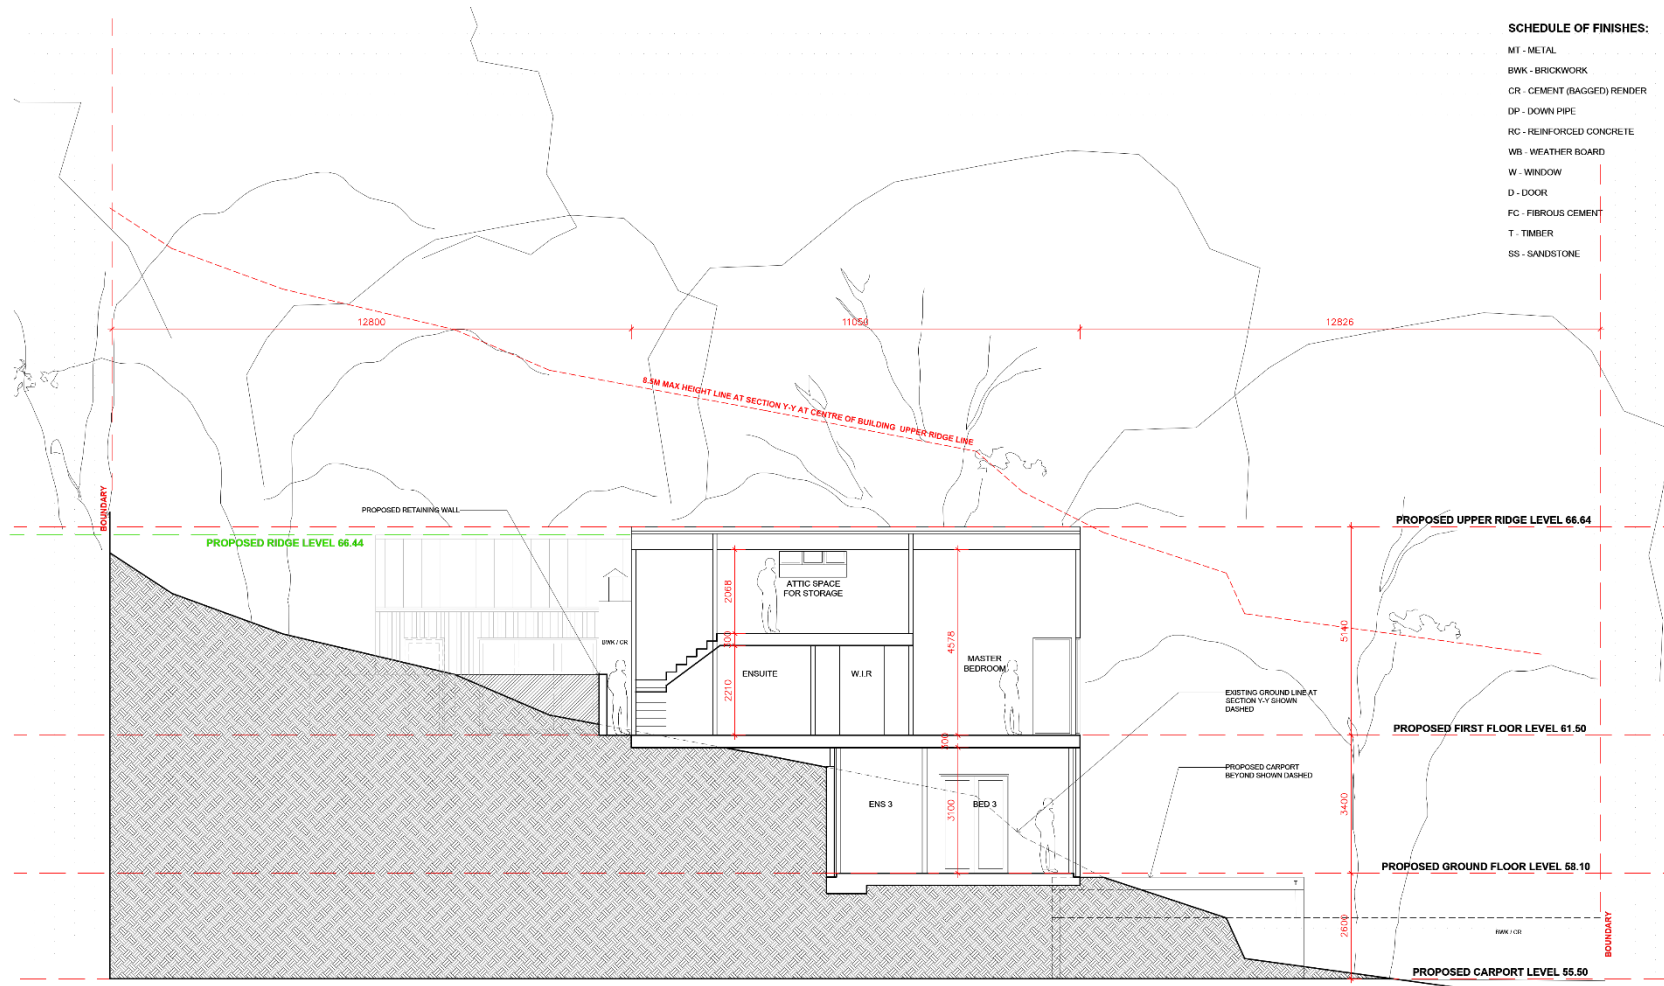 SCHEDULE OF FINISHES:
MT - METAL
BWK - BRICKWORK
CR - CEMENT (BAGGED) RENDER
DP - DOWN PIPE
RC - REINFORCED CONCRETE
WB - WEATHER BOARD
W - WINDOW
D - DOOR
FC - FIBROUS CEMENT
T - TIMBER
SS - SANDSTONE
12800
11059
12826
8.5M MAX HEIGHT LINE AT SECTION Y-Y AT CENTRE OF BUILDING UPPER RIDGE LINE
BOUNDARY
PROPOSED RETAINING WALL
PROPOSED UPPER RIDGE LEVEL 66.64
PROPOSED RIDGE LEVEL 66.44
ATTIC SPACE
FOR STORAGE
2068
300
2210
4578
5140
BWK / CR
ENSUITE
W.I.R
MASTER
BEDROOM
EXISTING GROUND LINE AT
SECTION Y-Y SHOWN
DASHED
PROPOSED FIRST FLOOR LEVEL 61.50
300
PROPOSED CARPORT
BEYOND SHOWN DASHED
ENS 3
BED 3
3100
3400
PROPOSED GROUND FLOOR LEVEL 58.10
T
2600
BWK / CR
BOUNDARY
PROPOSED CARPORT LEVEL 55.50